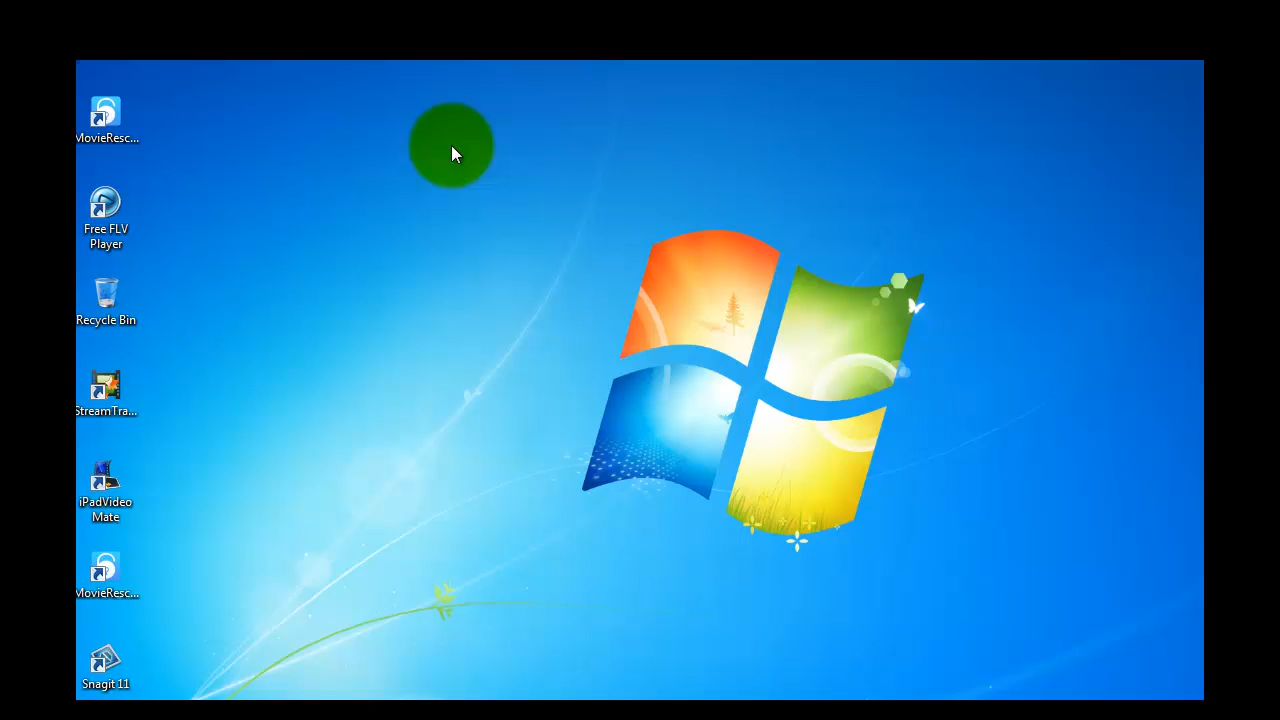 MovieResc...
Free FLV
Player
Recycle Bin
StreamTra...
iPadVideo
Mate
MovieResc...
Snagit 11